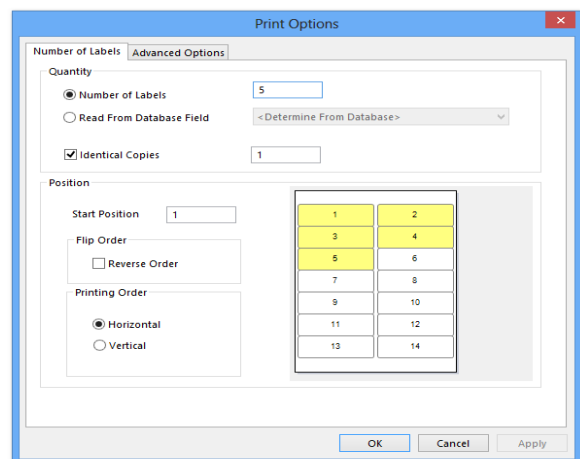 Print Options
Number of Labels Advanced Options
Quantity
Number of Labels 5
Read From Database Field <Determine From Database>
Identical Copies 1
Position
Start Position 1
Flip Order
Reverse Order
Printing Order
Horizontal
Vertical
1 2
3 4
5 6
7 8
9 10
11 12
13 14
OK Cancel Apply